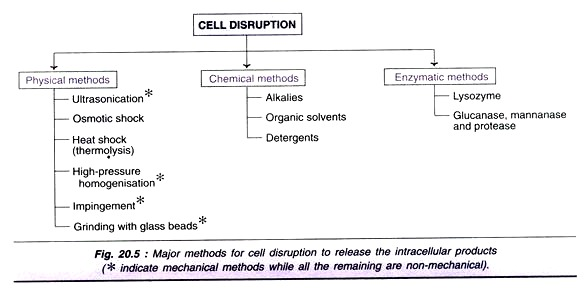 CELL DISRUPTION
Physical methods
Ultrasonication*
Osmotic shock
Heat shock
(thermolysis)
High-pressure
homogenisation*
Impingement*
Grinding with glass beads*
Chemical methods
Alkalies
Organic solvents
Detergents
Enzymatic methods
Lysozyme
Glucanase, mannanase
and protease
Fig. 20.5 : Major methods for cell disruption to release the intracellular products
(* indicate mechanical methods while all the remaining are non-mechanical).